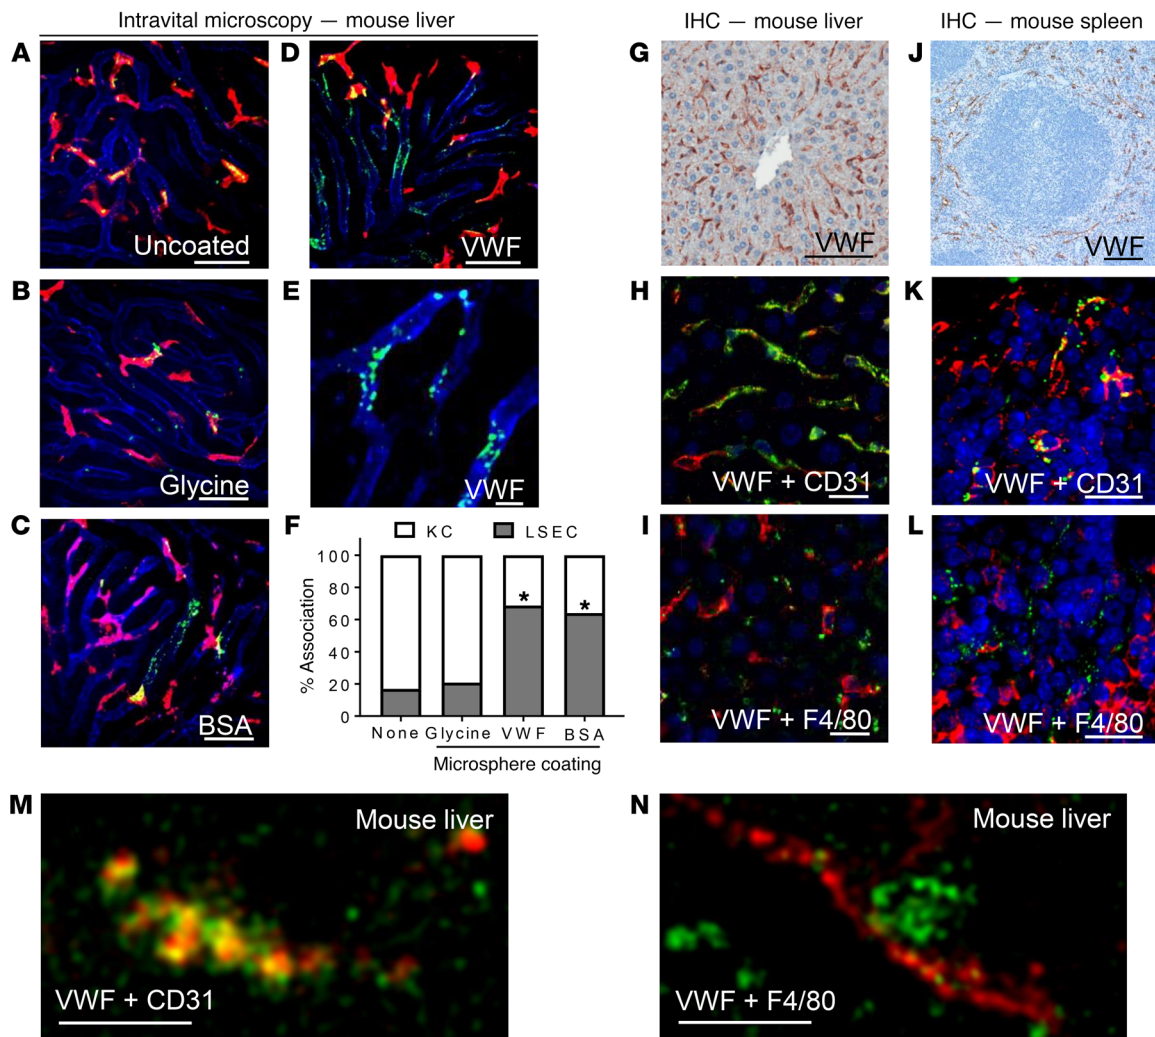 Intravital microscopy — mouse liver
IHC — mouse liver
IHC — mouse spleen
A
Uncoated
D
VWF
G
VWF
J
VWF
B
Glycine
E
VWF
H
VWF + CD31
K
VWF + CD31
C
BSA
F
KC
LSEC
% Association
100
80
60
40
20
0
*
*
None
Glycine
VWF
BSA
Microsphere coating
I
VWF + F4/80
L
VWF + F4/80
M
Mouse liver
VWF + CD31
N
Mouse liver
VWF + F4/80